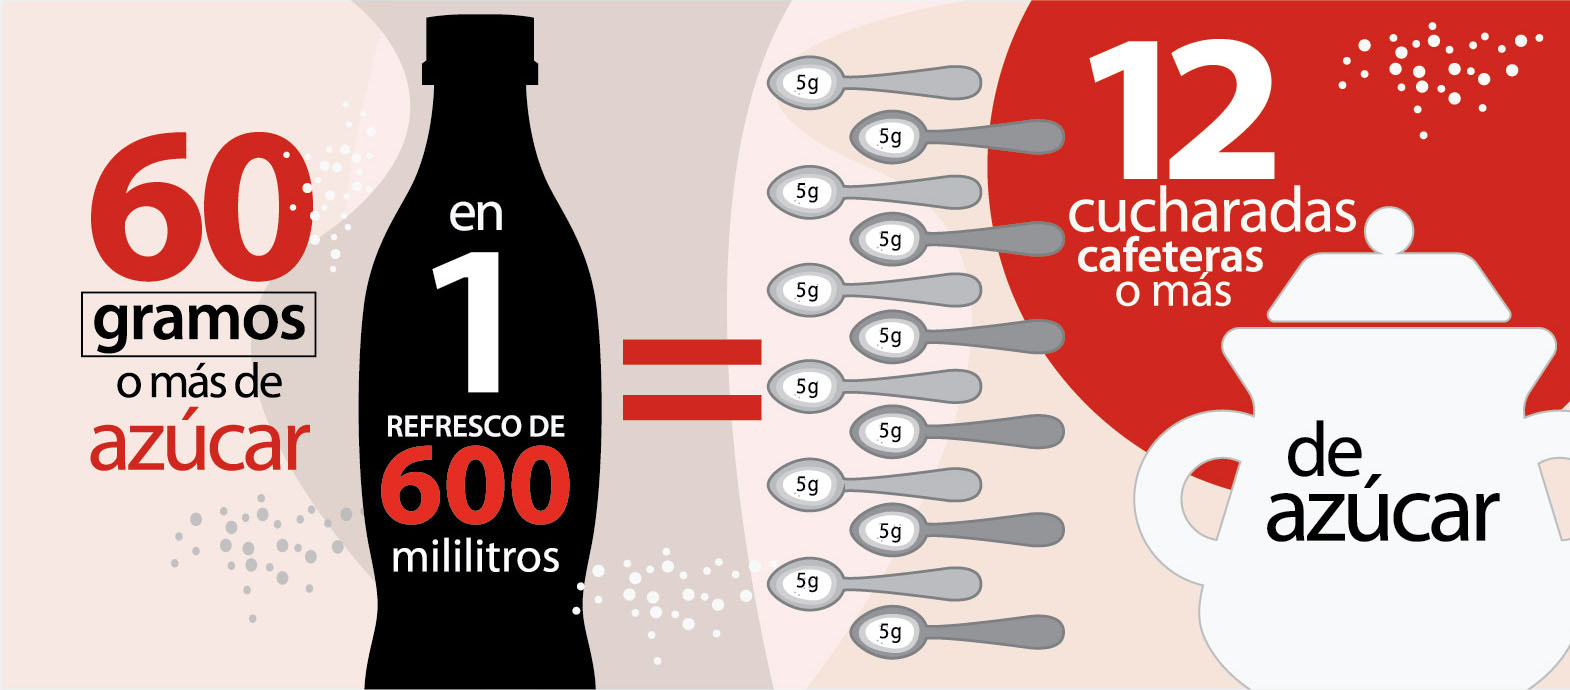 60
gramos
o más de
azúcar
en
1
REFRESCO DE
600
mililitros
=
5g
5g
5g
5g
5g
5g
5g
5g
5g
5g
5g
5g
12
cucharadas
cafeteras
o más
de
azúcar